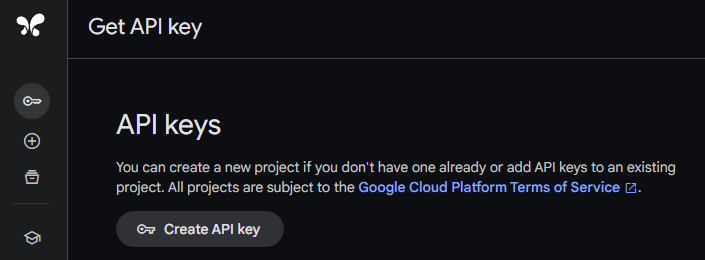 Get API key
API keys
You can create a new project if you don't have one already or add API keys to an existing
project. All projects are subject to the Google Cloud Platform Terms of Service.
Create API key